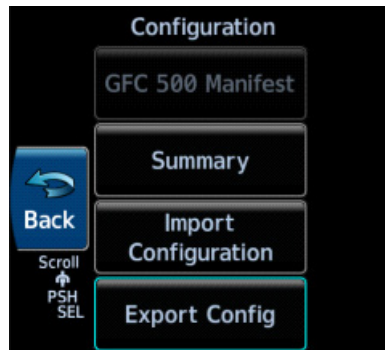 Configuration
GFC 500 Manifest
Summary
Back
Import
Configuration
Scroll
PSH
SEL
Export Config